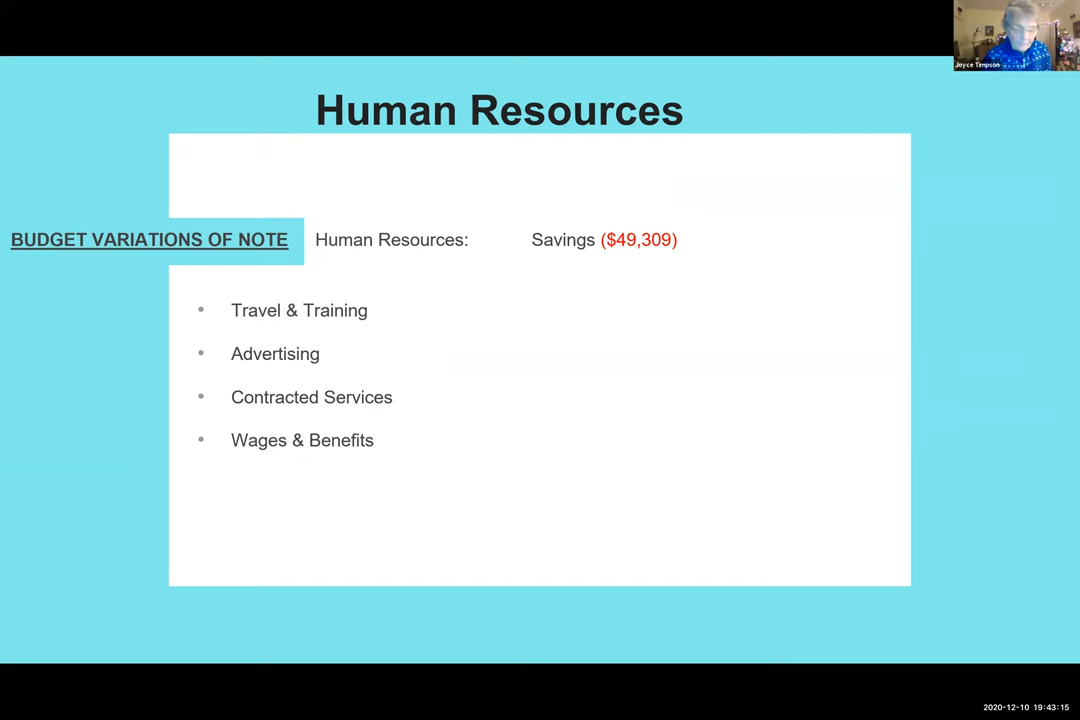 Joyce Timpson
Human Resources
BUDGET VARIATIONS OF NOTE Human Resources: Savings ($49,309)
• Travel & Training
• Advertising
• Contracted Services
• Wages & Benefits
2020-12-10 19:43:15